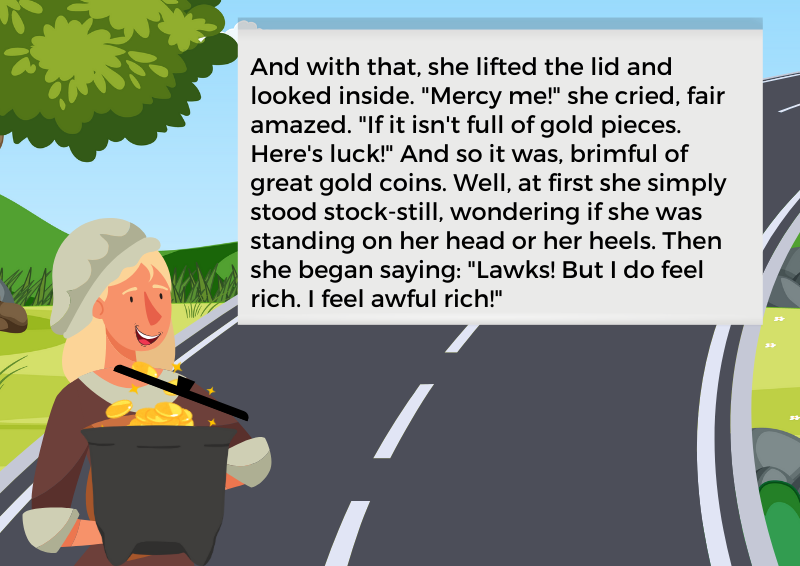 And with that, she lifted the lid and
looked inside. "Mercy me!" she cried, fair
amazed. "If it isn't full of gold pieces.
Here's luck!" And so it was, brimful of
great gold coins. Well, at first she simply
stood stock-still, wondering if she was
standing on her head or her heels. Then
she began saying: "Lawks! But I do feel
rich. I feel awful rich!"